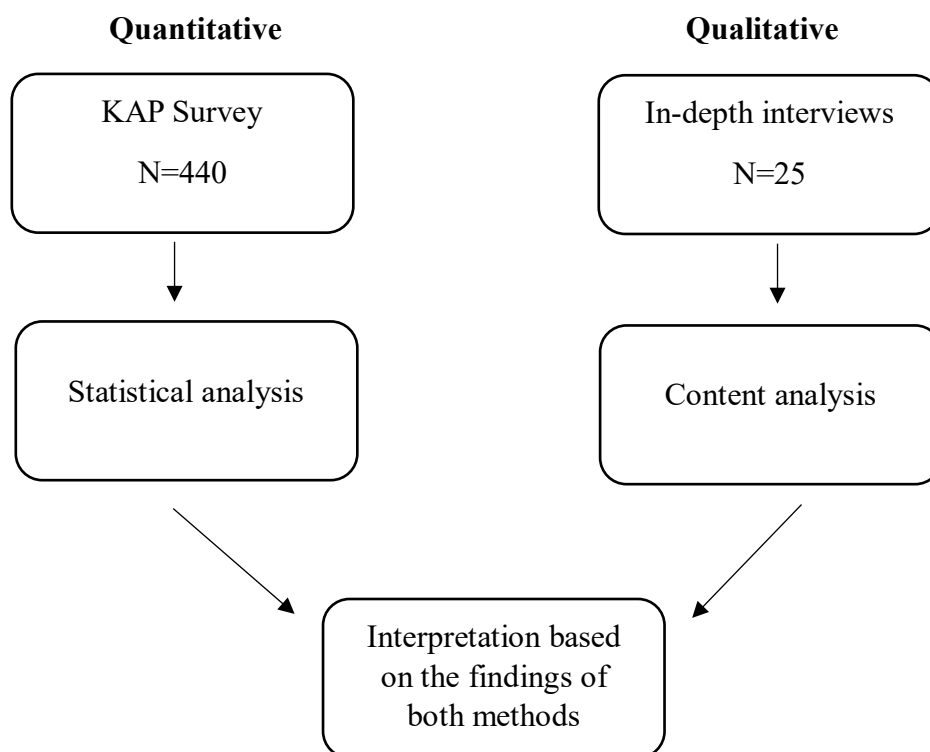 Quantitative
Qualitative
KAP Survey
N=440
In-depth interviews
N=25
Statistical analysis
Content analysis
Interpretation based
on the findings of
both methods